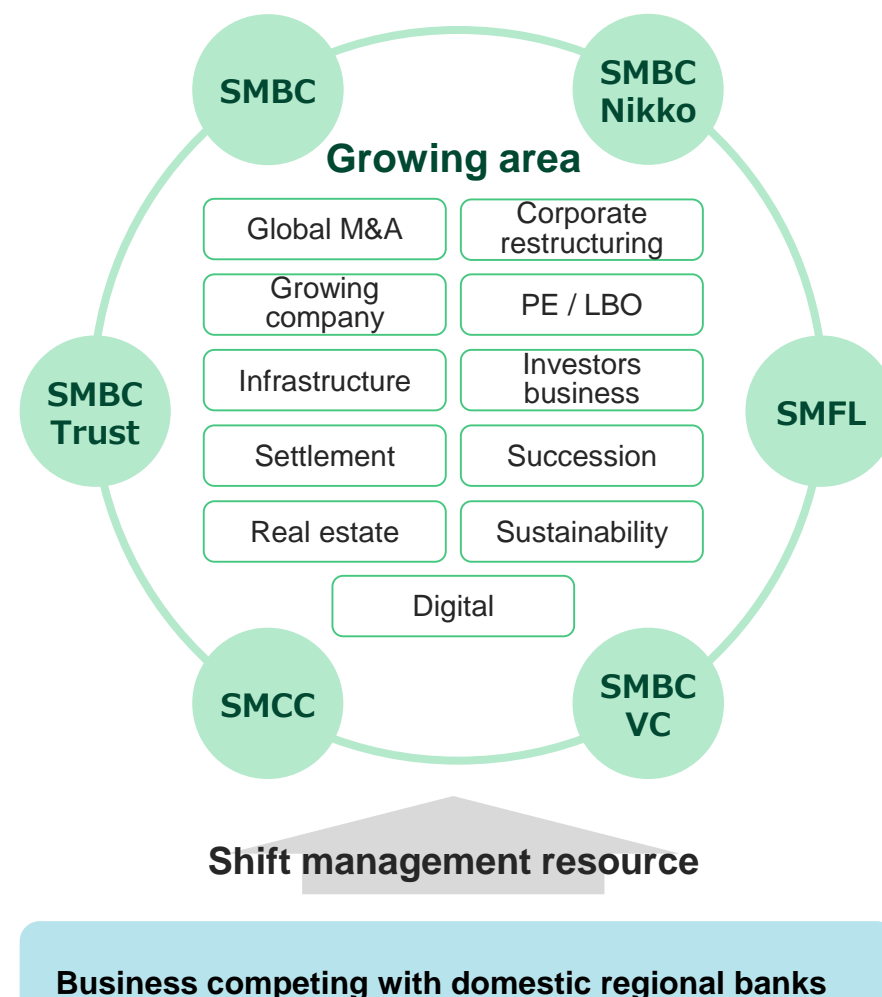 SMBC
SMBC
Nikko
Growing area
Global M&A
Corporate
restructuring
Growing
company
PE / LBO
Infrastructure
Investors
business
SMBC
Trust
SMFL
Settlement
Succession
Real estate
Sustainability
Digital
SMCC
SMBC
VC
Shift management resource
Business competing with domestic regional banks